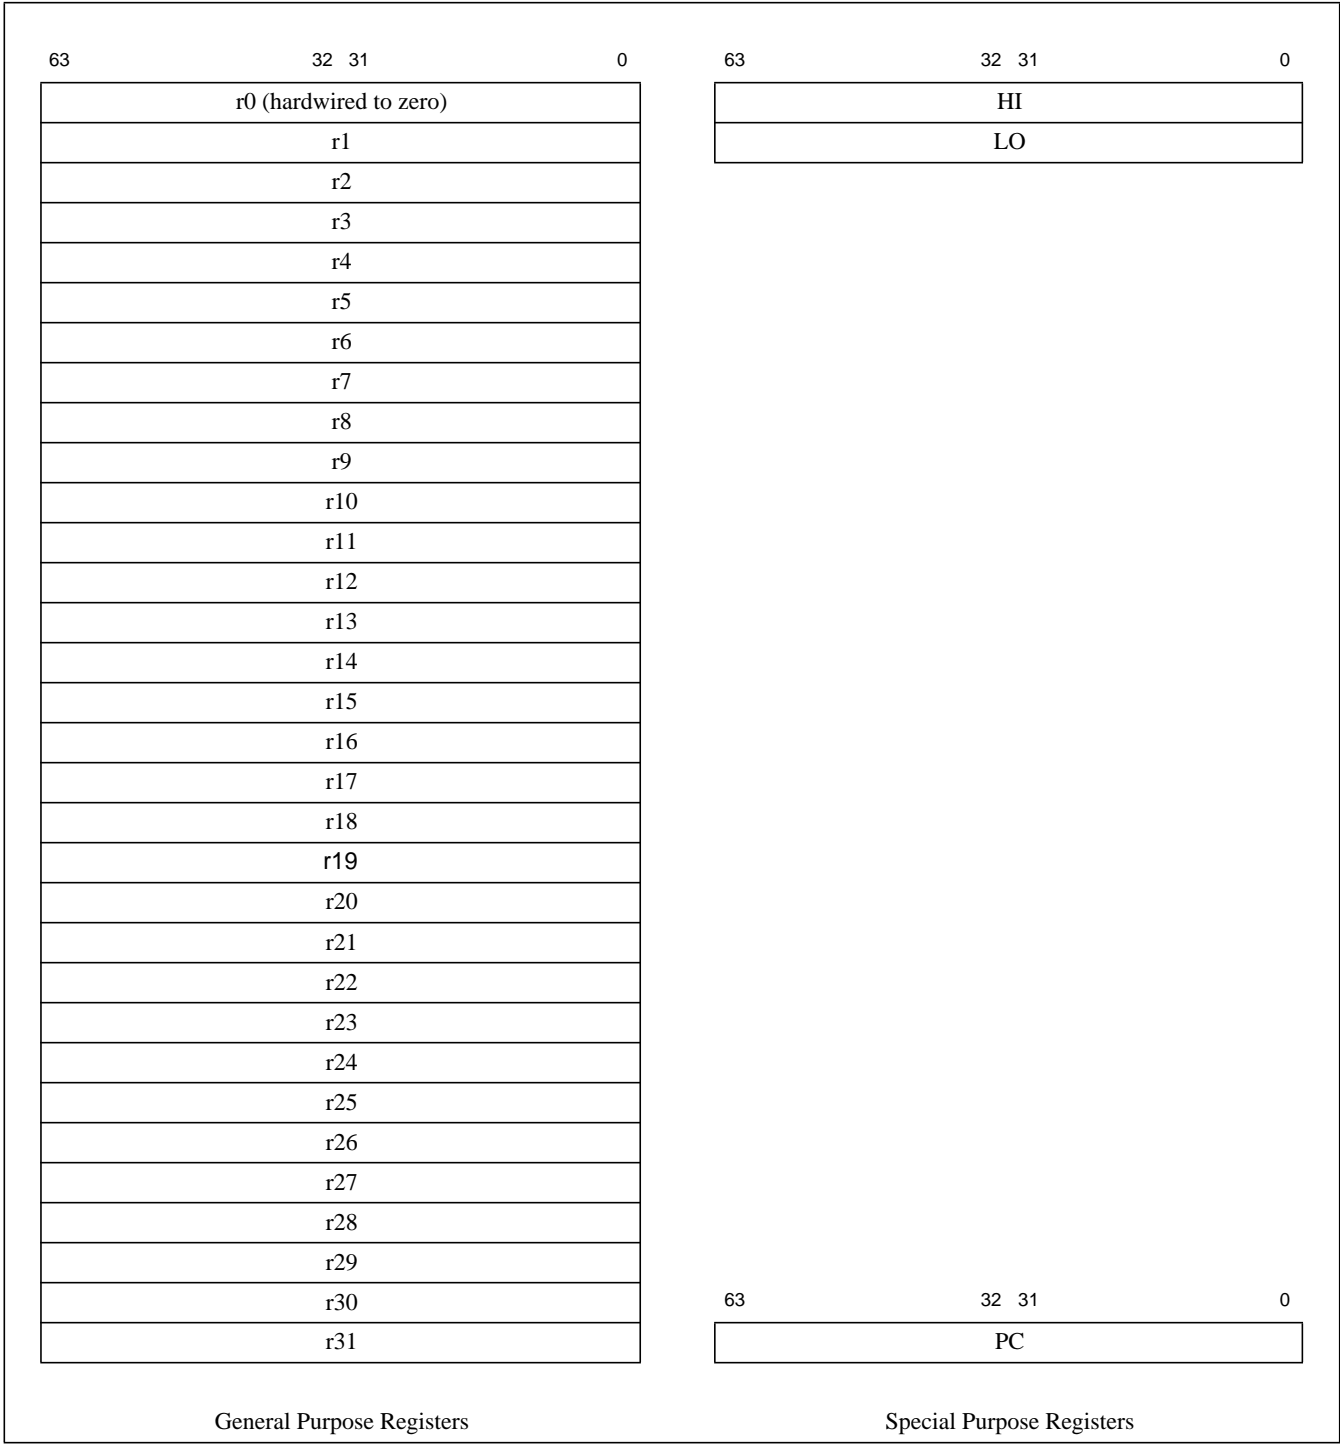 63 32 31 0
r0 (hardwired to zero)
r1
r2
r3
r4
r5
r6
r7
r8
r9
r10
r11
r12
r13
r14
r15
r16
r17
r18
r19
r20
r21
r22
r23
r24
r25
r26
r27
r28
r29
r30
r31
General Purpose Registers
63 32 31 0
HI
LO
63 32 31 0
PC
Special Purpose Registers